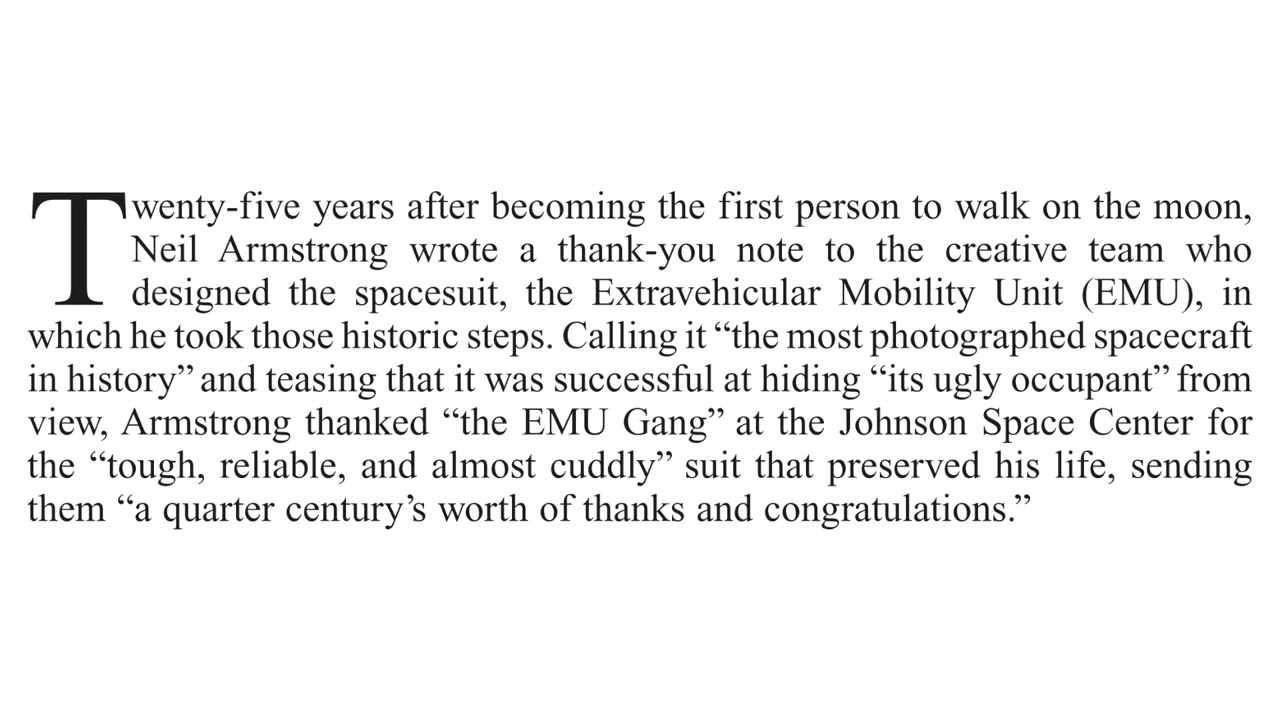 Twenty-five years after becoming the first person to walk on the moon,
Neil Armstrong wrote a thank-you note to the creative team who
designed the spacesuit, the Extravehicular Mobility Unit (EMU), in
which he took those historic steps. Calling it “the most photographed spacecraft
in history” and teasing that it was successful at hiding “its ugly occupant” from
view, Armstrong thanked “the EMU Gang” at the Johnson Space Center for
the “tough, reliable, and almost cuddly” suit that preserved his life, sending
them “a quarter century’s worth of thanks and congratulations.”